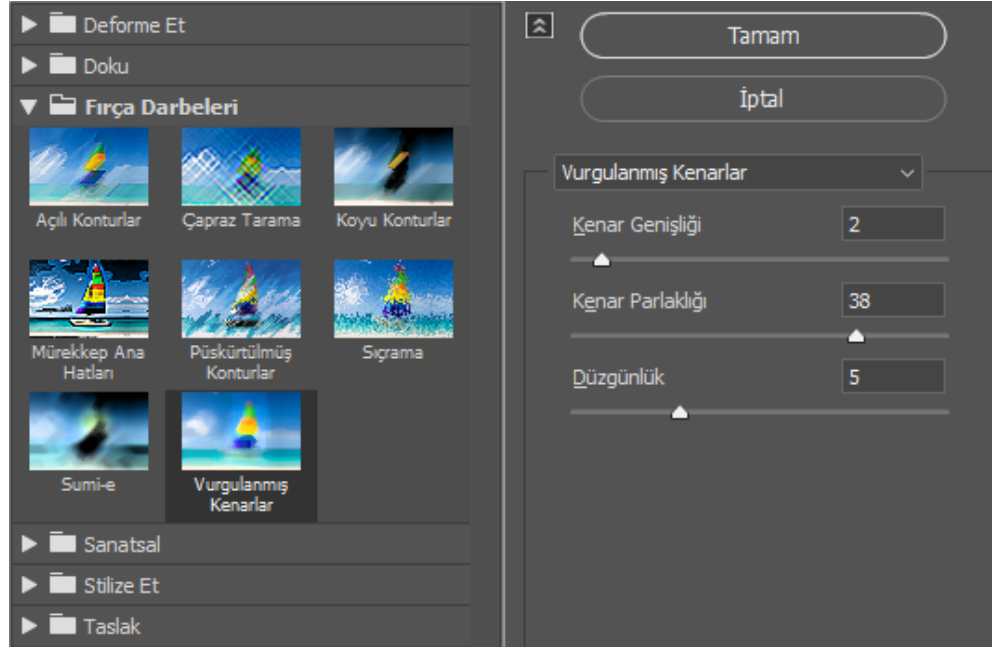 Deforme Et
Doku
Fırça Darbeleri
Açılı Konturlar
Çapraz Tarama
Koyu Konturlar
Mürekkep Ana
Hatları
Püskürtülmüş
Konturlar
Sıçrama
Sumi-e
Vurgulanmış
Kenarlar
Sanatsal
Stilize Et
Taslak
Tamam
İptal
Vurgulanmış Kenarlar
Kenar Genişliği 2
Kenar Parlaklığı 38
Düzgünlük 5